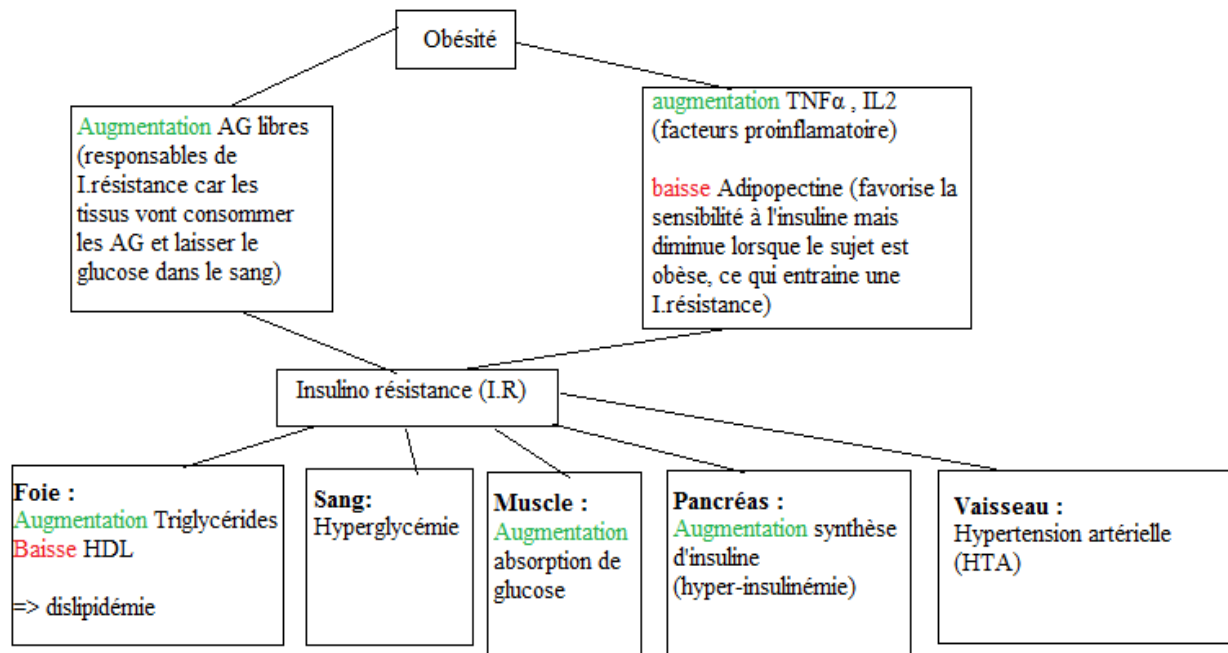 Obésité
Augmentation AG libres
(responsables de
I.résistance car les
tissus vont consommer
les AG et laisser le
glucose dans le sang)
augmentation TNFα , IL2
(facteurs proinflamatoire)
baisse Adipopectine (favorise la
sensibilité à l'insuline mais
diminue lorsque le sujet est
obèse, ce qui entraine une
I.résistance)
Insulino résistance (I.R)
Foie :
Augmentation Triglycérides
Baisse HDL
=> dislipidémie
Sang:
Hyperglycémie
Muscle :
Augmentation
absorption de
glucose
Pancréas :
Augmentation synthèse
d'insuline
(hyper-insulinémie)
Vaisseau :
Hypertension artérielle
(HTA)